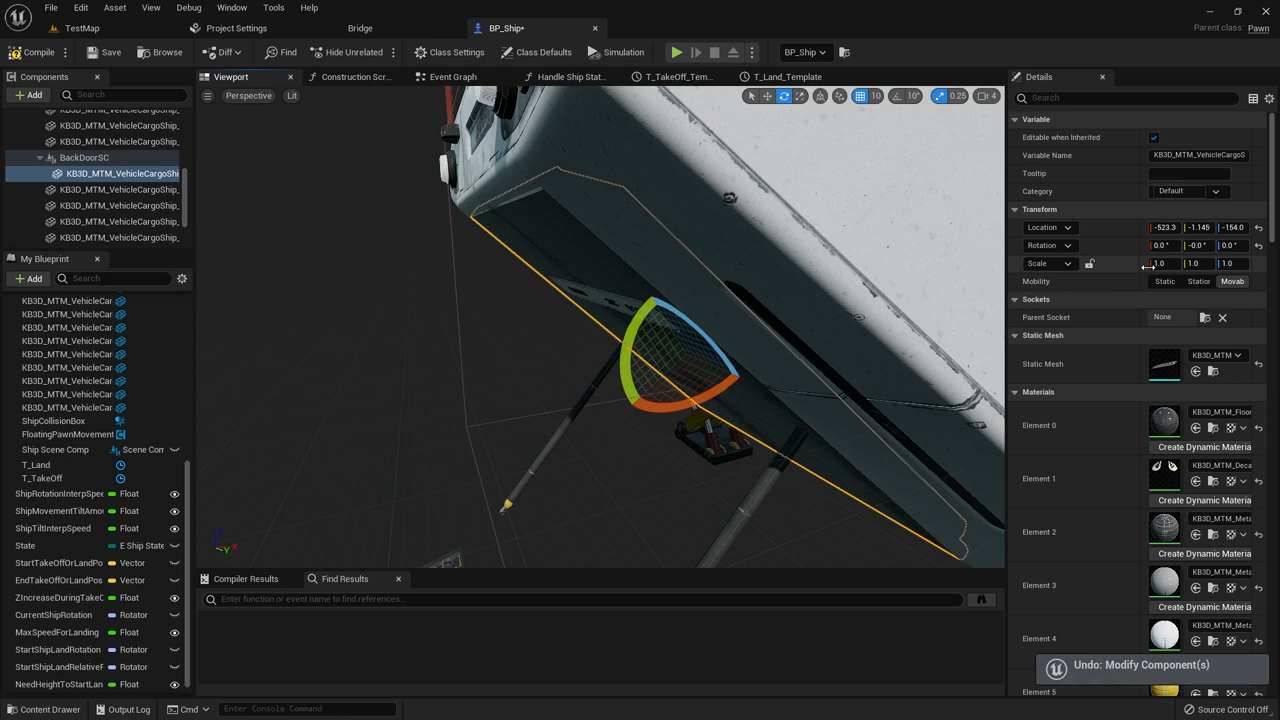 File Edit Asset View Debug Window Tools Help
TestMap Project Settings Bridge BP_Ship* Parent class: Pawn
Compile Save Browse Diff Find Hide Unrelated Class Settings Class Defaults Simulation BP_Ship
Components Viewport Construction Scr... Event Graph Handle Ship Stat... T_TakeOff_Tem... T_Land_Template Details
Add Search Perspective Lit 10 10° 0.25 4 Search
KB3D_MTM_VehicleCargoShip_
KB3D_MTM_VehicleCargoShip_
KB3D_MTM_VehicleCargoShip_
BackDoorSC
KB3D_MTM_VehicleCargoShi
KB3D_MTM_VehicleCargoShip_
KB3D_MTM_VehicleCargoShip_
KB3D_MTM_VehicleCargoShip_
KB3D_MTM_VehicleCargoShip_
My Blueprint
Add Search
KB3D_MTM_VehicleCar
KB3D_MTM_VehicleCar
KB3D_MTM_VehicleCar
KB3D_MTM_VehicleCar
KB3D_MTM_VehicleCar
KB3D_MTM_VehicleCar
KB3D_MTM_VehicleCar
KB3D_MTM_VehicleCar
KB3D_MTM_VehicleCar
ShipCollisionBox
FloatingPawnMovement
Ship Scene Comp Scene Com
T_Land
T_TakeOff
ShipRotationInterpSpee Float
ShipMovementTiltAmou Float
ShipTiltInterpSpeed Float
State E Ship State
StartTakeOffOrLandPos Vector
EndTakeOffOrLandPos Vector
ZIncreaseDuringTakeO Float
CurrentShipRotation Rotator
MaxSpeedForLanding Float
StartShipLandRotation Rotator
StartShipLandRelativeF Rotator
NeedHeightToStartLan Float
Compiler Results Find Results
Enter function or event name to find references...
Variable
Editable when Inherited
Variable Name KB3D_MTM_VehicleCargoS
Tooltip
Category Default
Transform
Location -523.3 -1.145 -154.0
Rotation 0.0 ° -0.0 ° 0.0 °
Scale 1.0 1.0 1.0
Mobility Static Station Movab
Sockets
Parent Socket None
Static Mesh
Static Mesh KB3D_MTM
Materials
Element 0 KB3D_MTM_Floor
Create Dynamic Materia
Element 1 KB3D_MTM_Deca
Create Dynamic Materia
Element 2 KB3D_MTM_Meta
Create Dynamic Materia
Element 3 KB3D_MTM_Meta
Create Dynamic Materia
Element 4 KB3D_MTM_Meta
Undo: Modify Component(s)
Element 5
Content Drawer Output Log Cmd Enter Console Command Source Control Off